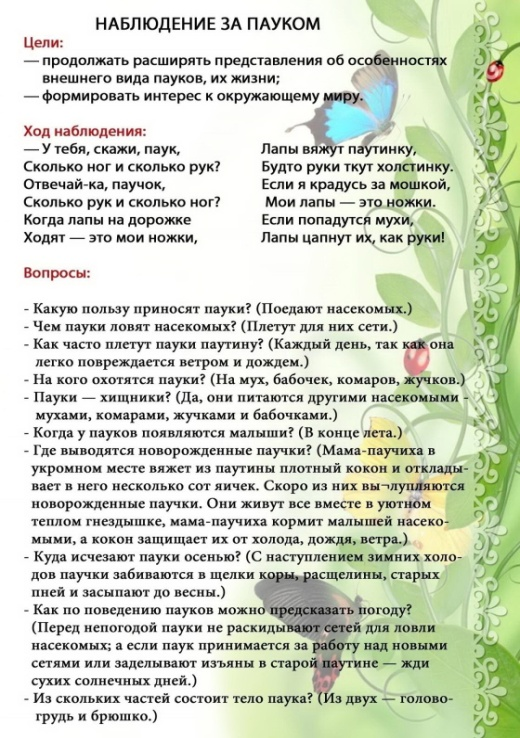 НАБЛЮДЕНИЕ ЗА ПАУКОМ
Цели:
— продолжать расширять представления об особенностях
внешнего вида пауков, их жизни;
— формировать интерес к окружающему миру.
Ход наблюдения:
— У тебя, скажи, паук,
Сколько ног и сколько рук?
Отвечай-ка, паучок,
Сколько рук и сколько ног?
Когда лапы на дорожке
Ходят — это мои ножки,
Лапы вяжут паутинку,
Будто руки ткут холстинку.
Если я крадусь за мошкой,
Мои лапы — это ножки.
Если попадутся мухи,
Лапы цапнут их, как руки!
Вопросы:
- Какую пользу приносят пауки? (Поедают насекомых.)
- Чем пауки ловят насекомых? (Плетут для них сети.)
- Как часто плетут пауки паутину? (Каждый день, так как она
легко повреждается ветром и дождем.)
- На кого охотятся пауки? (На мух, бабочек, комаров, жучков.)
- Пауки — хищники? (Да, они питаются другими насекомыми -
мухами, комарами, жучками и бабочками.)
- Когда у пауков появляются малыши? (В конце лета.)
- Где выводятся новорожденные паучки? (Мама-паучиха в
укромном месте вяжет из паутины плотный кокон и отклады-
вает в него несколько сот яичек. Скоро из них вы¬лупляются
новорожденные паучки. Они живут все вместе в уютном
теплом гнездышке, мама-паучиха кормит малышей насеко-
мыми, а кокон защищает их от холода, дождя, ветра.)
- Куда исчезают пауки осенью? (С наступлением зимних холо-
дов паучки забиваются в щелки коры, расщелины, старых
пней и засыпают до весны.)
- Как по поведению пауков можно предсказать погоду?
(Перед непогодой пауки не раскидывают сетей для ловли
насекомых; а если паук принимается за работу над новыми
сетями или заделывают изъяны в старой паутине — жди
сухих солнечных дней.)
- Из скольких частей состоит тело паука? (Из двух — голово-
грудь и брюшко.)